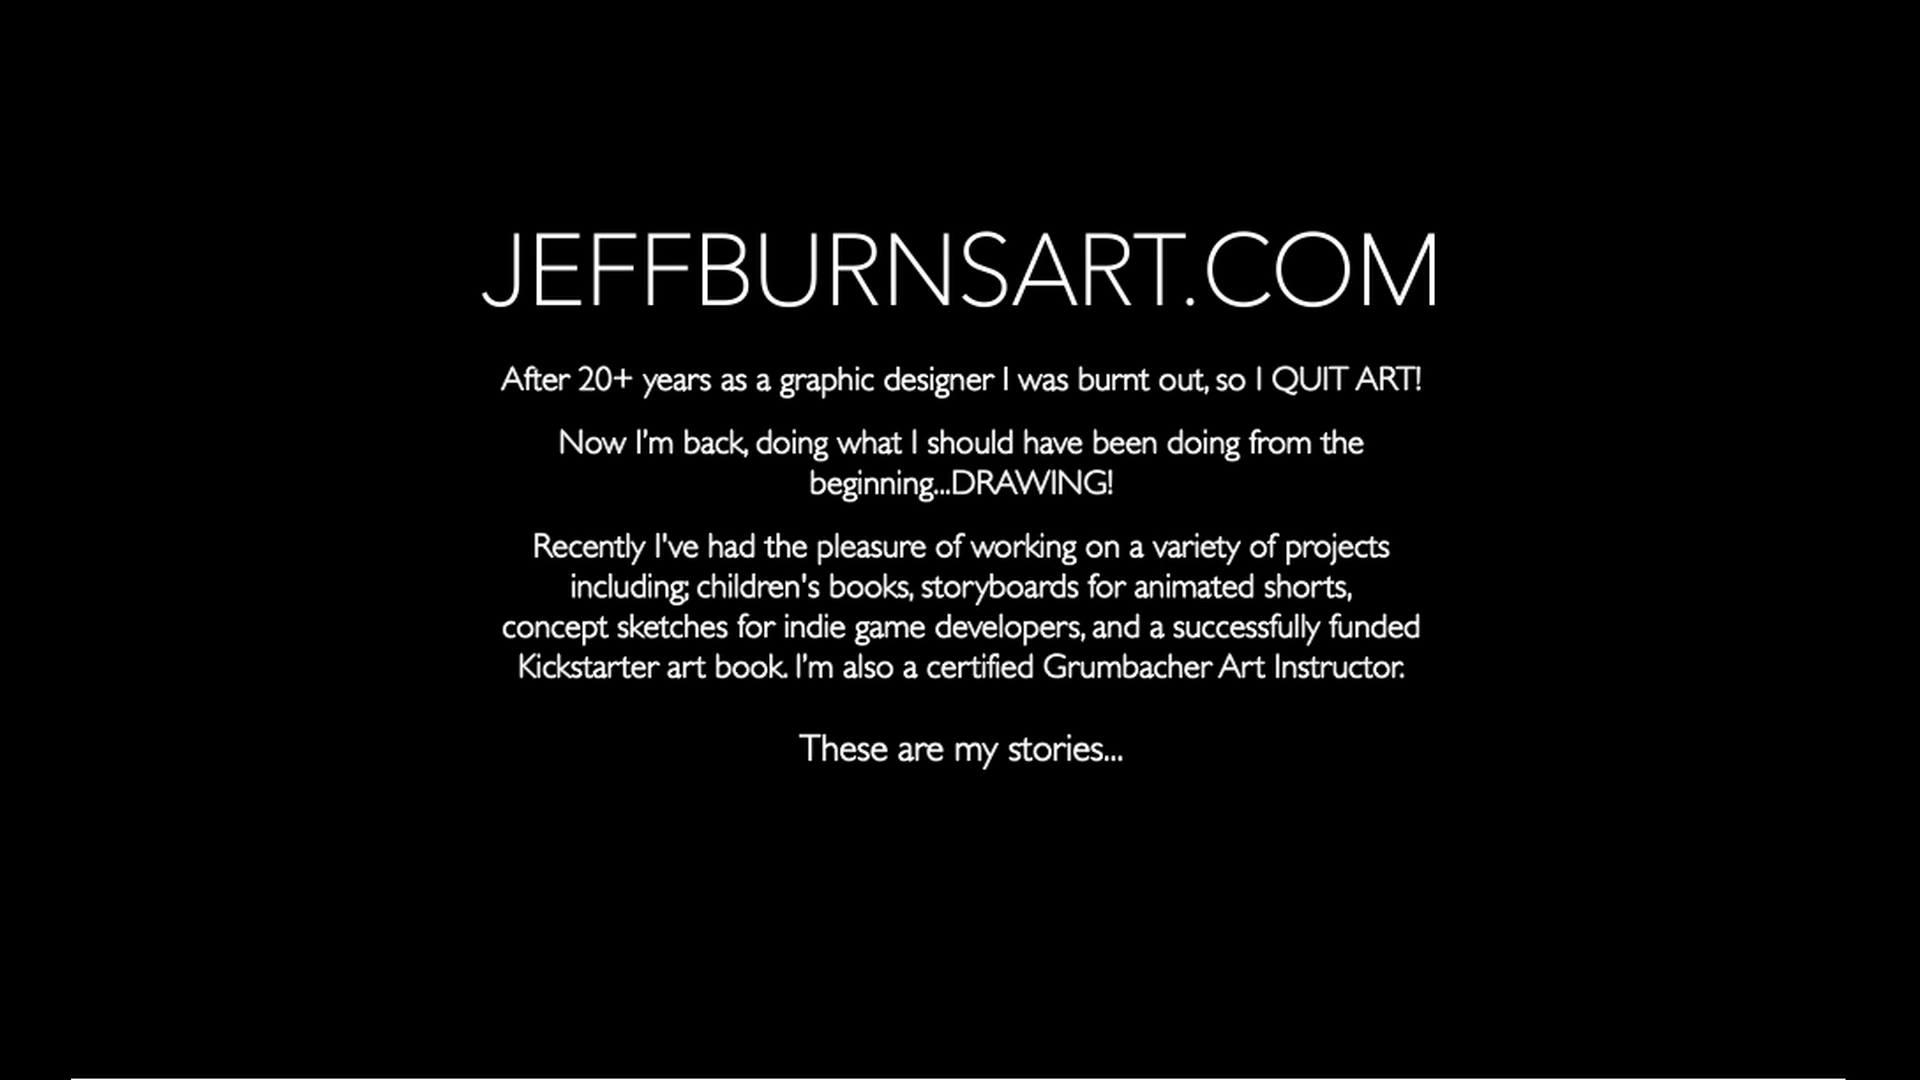 JEFFBURNSART.COM
After 20+ years as a graphic designer I was burnt out, so I QUIT ART!
Now I’m back, doing what I should have been doing from the
beginning...DRAWING!
Recently I've had the pleasure of working on a variety of projects
including; children's books, storyboards for animated shorts,
concept sketches for indie game developers, and a successfully funded
Kickstarter art book. I’m also a certified Grumbacher Art Instructor.
These are my stories...